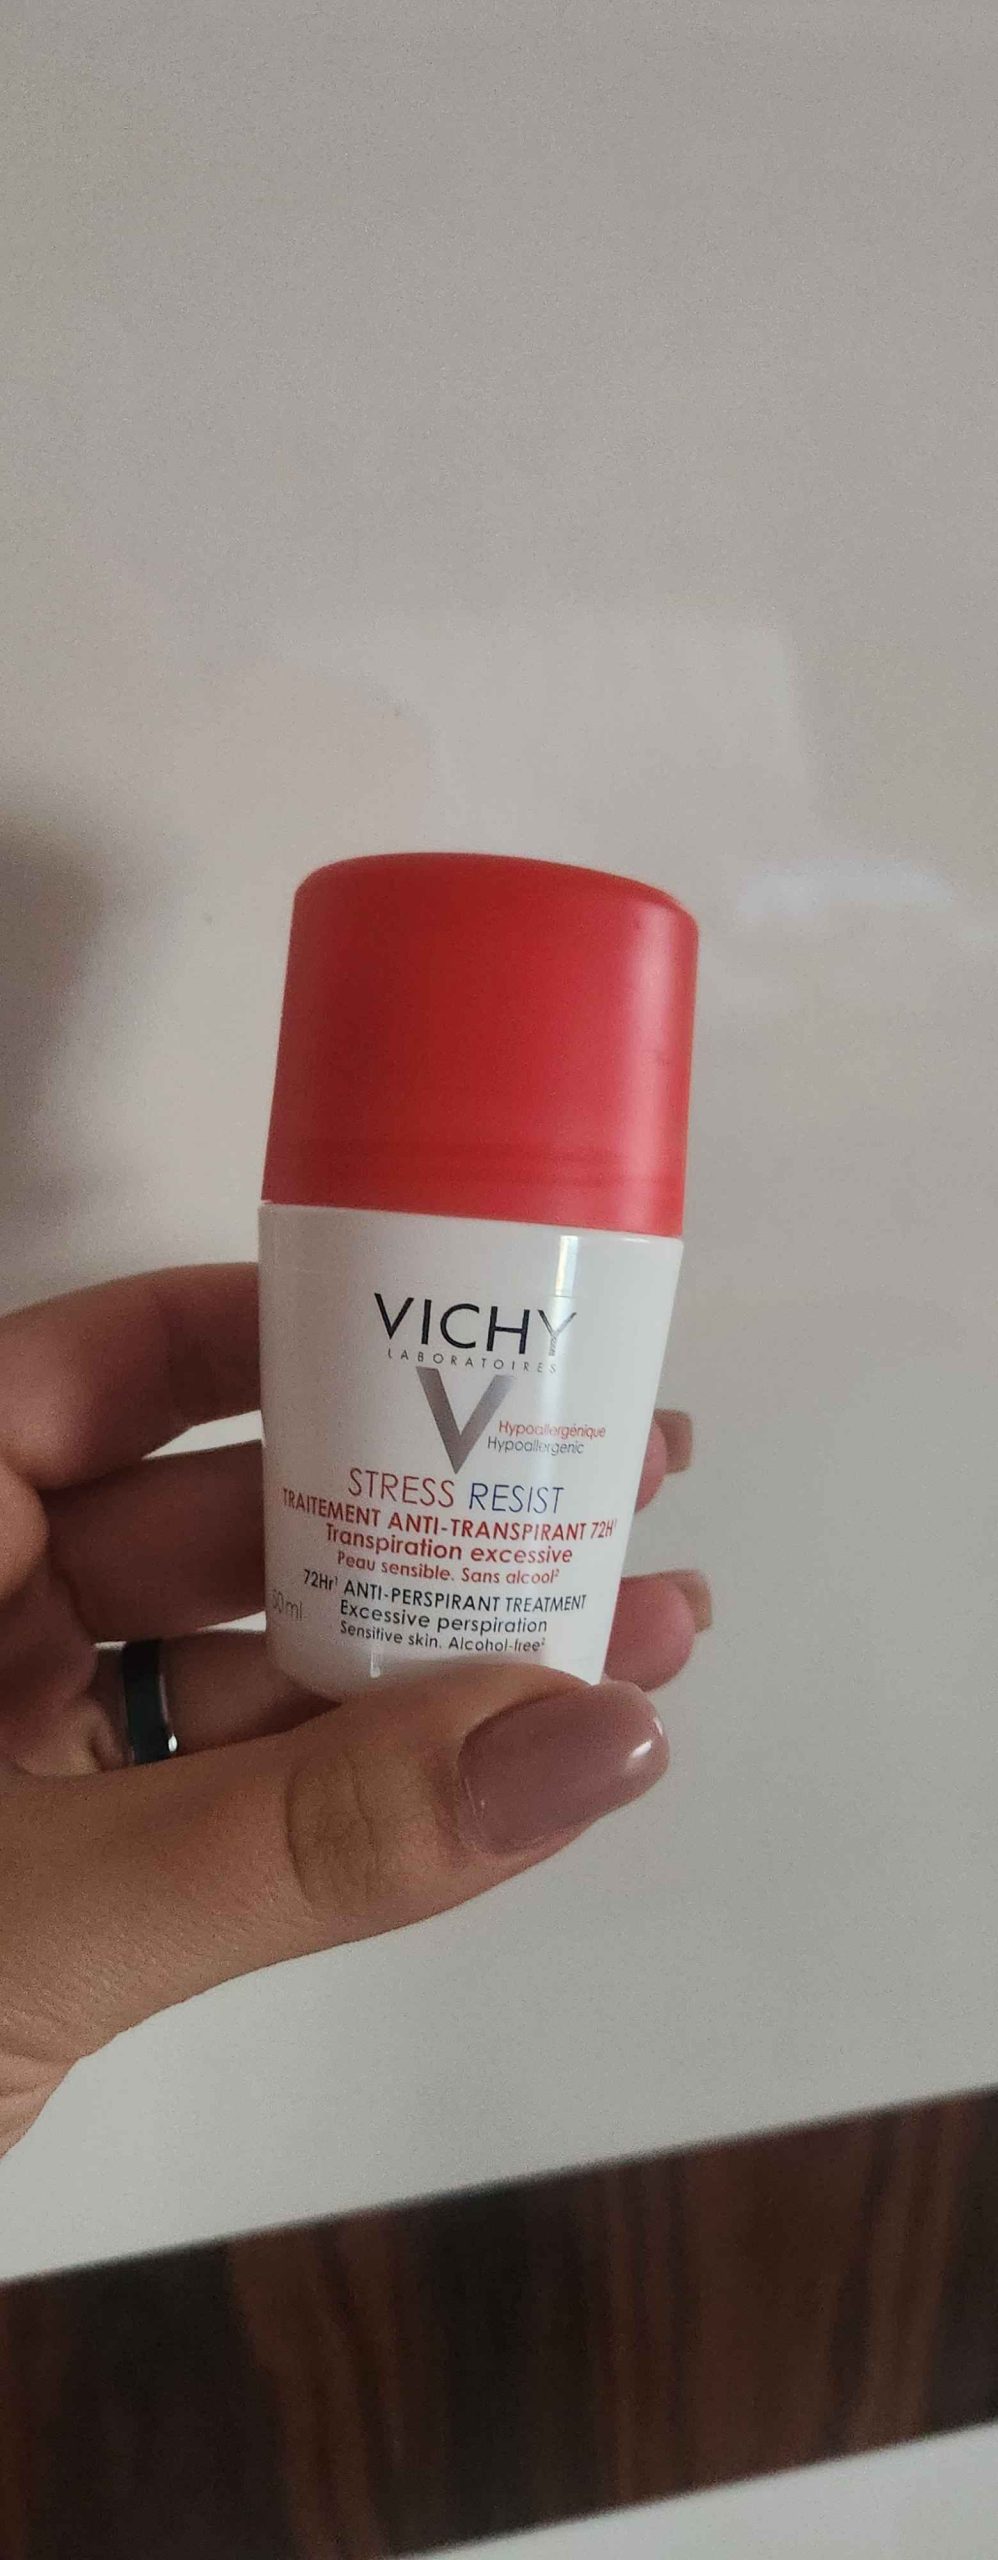 VICHY
LABORATOIRES
V
Hypoallergénique
Hypoallergenic
STRESS RESIST
TRAITEMENT ANTI-TRANSPIRANT 72H¹
Transpiration excessive
Peau sensible. Sans alcool²
72Hr¹ ANTI-PERSPIRANT TREATMENT
Excessive perspiration
Sensitive skin. Alcohol-free²
50ml